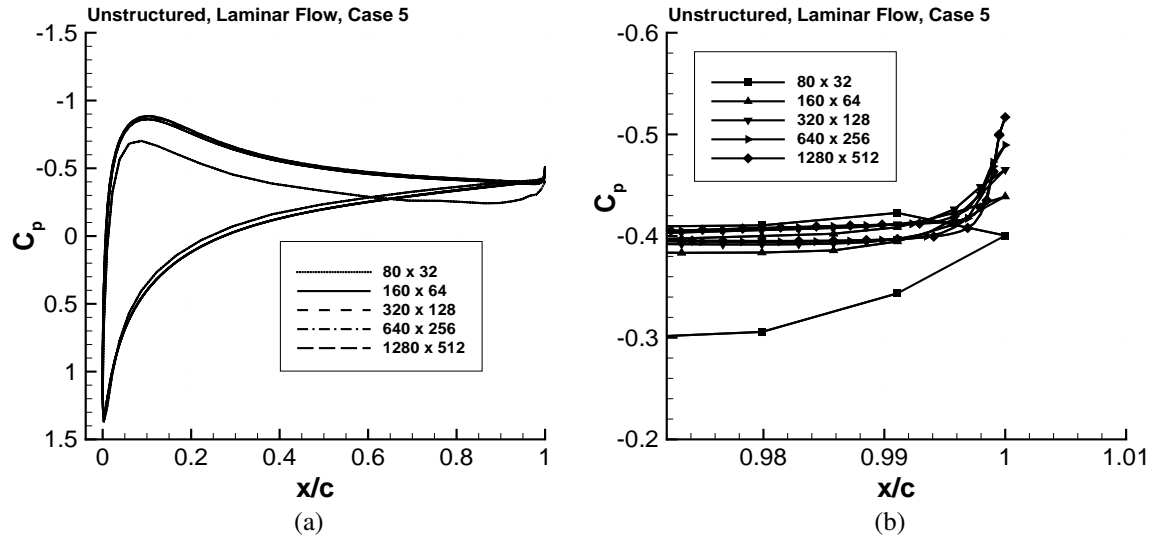 Unstructured, Laminar Flow, Case 5
-1.5
-1
-0.5
0
0.5
1
1.5
Cp
80 x 32
160 x 64
320 x 128
640 x 256
1280 x 512
0
0.2
0.4
0.6
0.8
1
x/c
(a)
Unstructured, Laminar Flow, Case 5
-0.6
-0.5
-0.4
-0.3
-0.2
Cp
80 x 32
160 x 64
320 x 128
640 x 256
1280 x 512
0.98
0.99
1
1.01
x/c
(b)